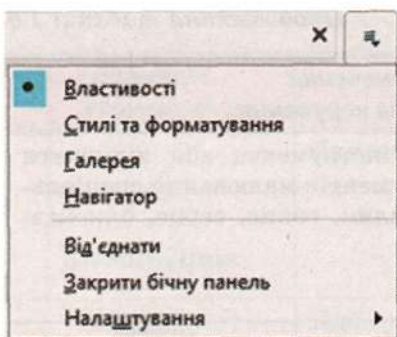 Властивості
Стилі та форматування
Галерея
Навігатор
Від'єднати
Закрити бічну панель
Налаштування